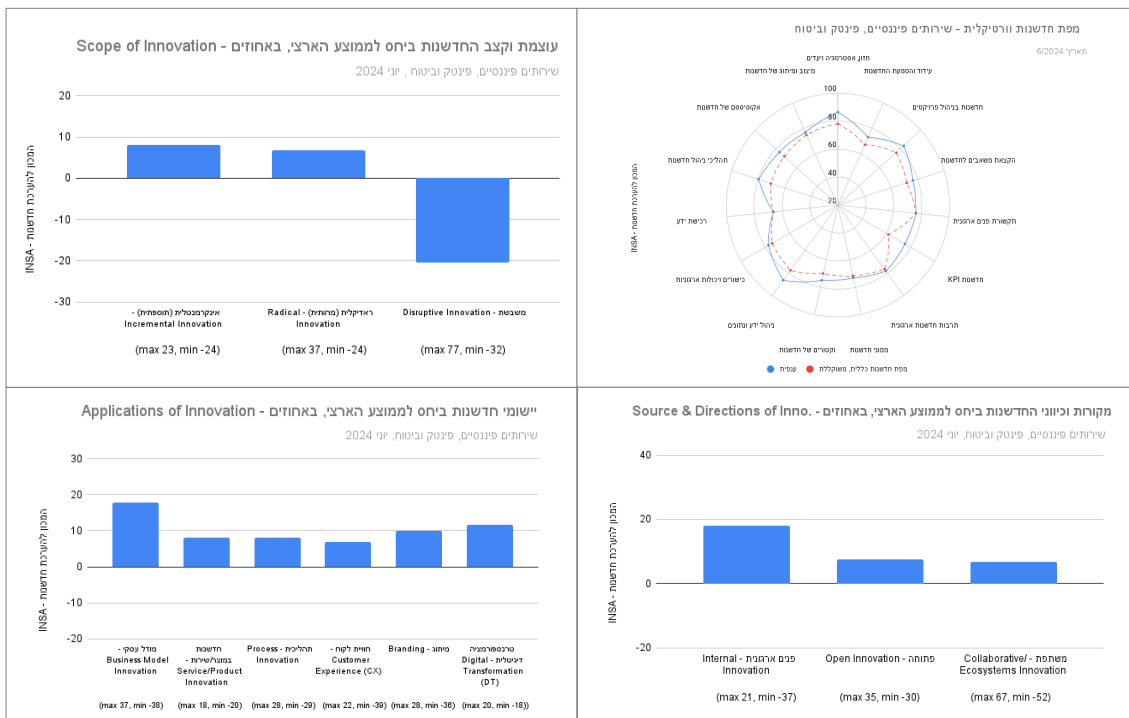 עוצמת וקצב החדשנות ביחס לממוצע הארצי, באחוזים - Scope of Innovation
שירותים פיננסיים, פינטק וביטוח , יוני 2024
המכון להערכת חדשנות - INSA
20
10
0
-10
-20
-30
אינקרמנטלית (תוספתית) -
Incremental Innovation
(max 23, min -24)
ראדיקלית (מהותית) - Radical
Innovation
(max 37, min -24)
משבשת - Disruptive Innovation
(max 77, min -32)
מפת חדשנות וורטיקלית - שירותים פיננסיים, פינטק וביטוח
תאריך 6/2024
המכון להערכת חדשנות - INSA
חזון, אסטרטגיה ויעדים
עידוד והטמעת החדשנות
חדשנות בניהול פרויקטים
הקצאת משאבים לחדשנות
תקשורת פנים ארגונית
חדשנות KPI
תרבות חדשנות ארגונית
ממוני חדשנות
וקטורים של חדשנות
ניהול ידע ונתונים
כישורים ויכולות ארגוניות
רכישת ידע
תהליכי ניהול חדשנות
אקוסיסטם של חדשנות
מיצוב ומיתוג של חדשנות
100
80
60
40
20
ענפית
מפת חדשנות כללית, משוקללת
יישומי חדשנות ביחס לממוצע הארצי, באחוזים - Applications of Innovation
שירותים פיננסיים, פינטק וביטוח, יוני 2024
המכון להערכת חדשנות - INSA
30
20
10
0
-10
-20
מודל עסקי -
Business Model
Innovation
(max 37, min -38)
חדשנות
במוצר/שירות -
Service/Product
Innovation
(max 18, min -20)
תהליכית - Process
Innovation
(max 28, min -29)
חוויית לקוח -
Customer
Experience (CX)
(max 22, min -39)
מיתוג - Branding
(max 28, min -36)
טרנספורמציה
דיגיטלית - Digital
Transformation
(DT)
(max 20, min -18))
מקורות וכיווני החדשנות ביחס לממוצע הארצי, באחוזים - .Source & Directions of Inno
שירותים פיננסיים, פינטק וביטוח, יוני 2024
המכון להערכת חדשנות - INSA
40
20
0
-20
פנים ארגונית - Internal
Innovation
(max 21, min -37)
פתוחה - Open Innovation
(max 35, min -30)
משתפת - /Collaborative
Ecosystems Innovation
(max 67, min -52)